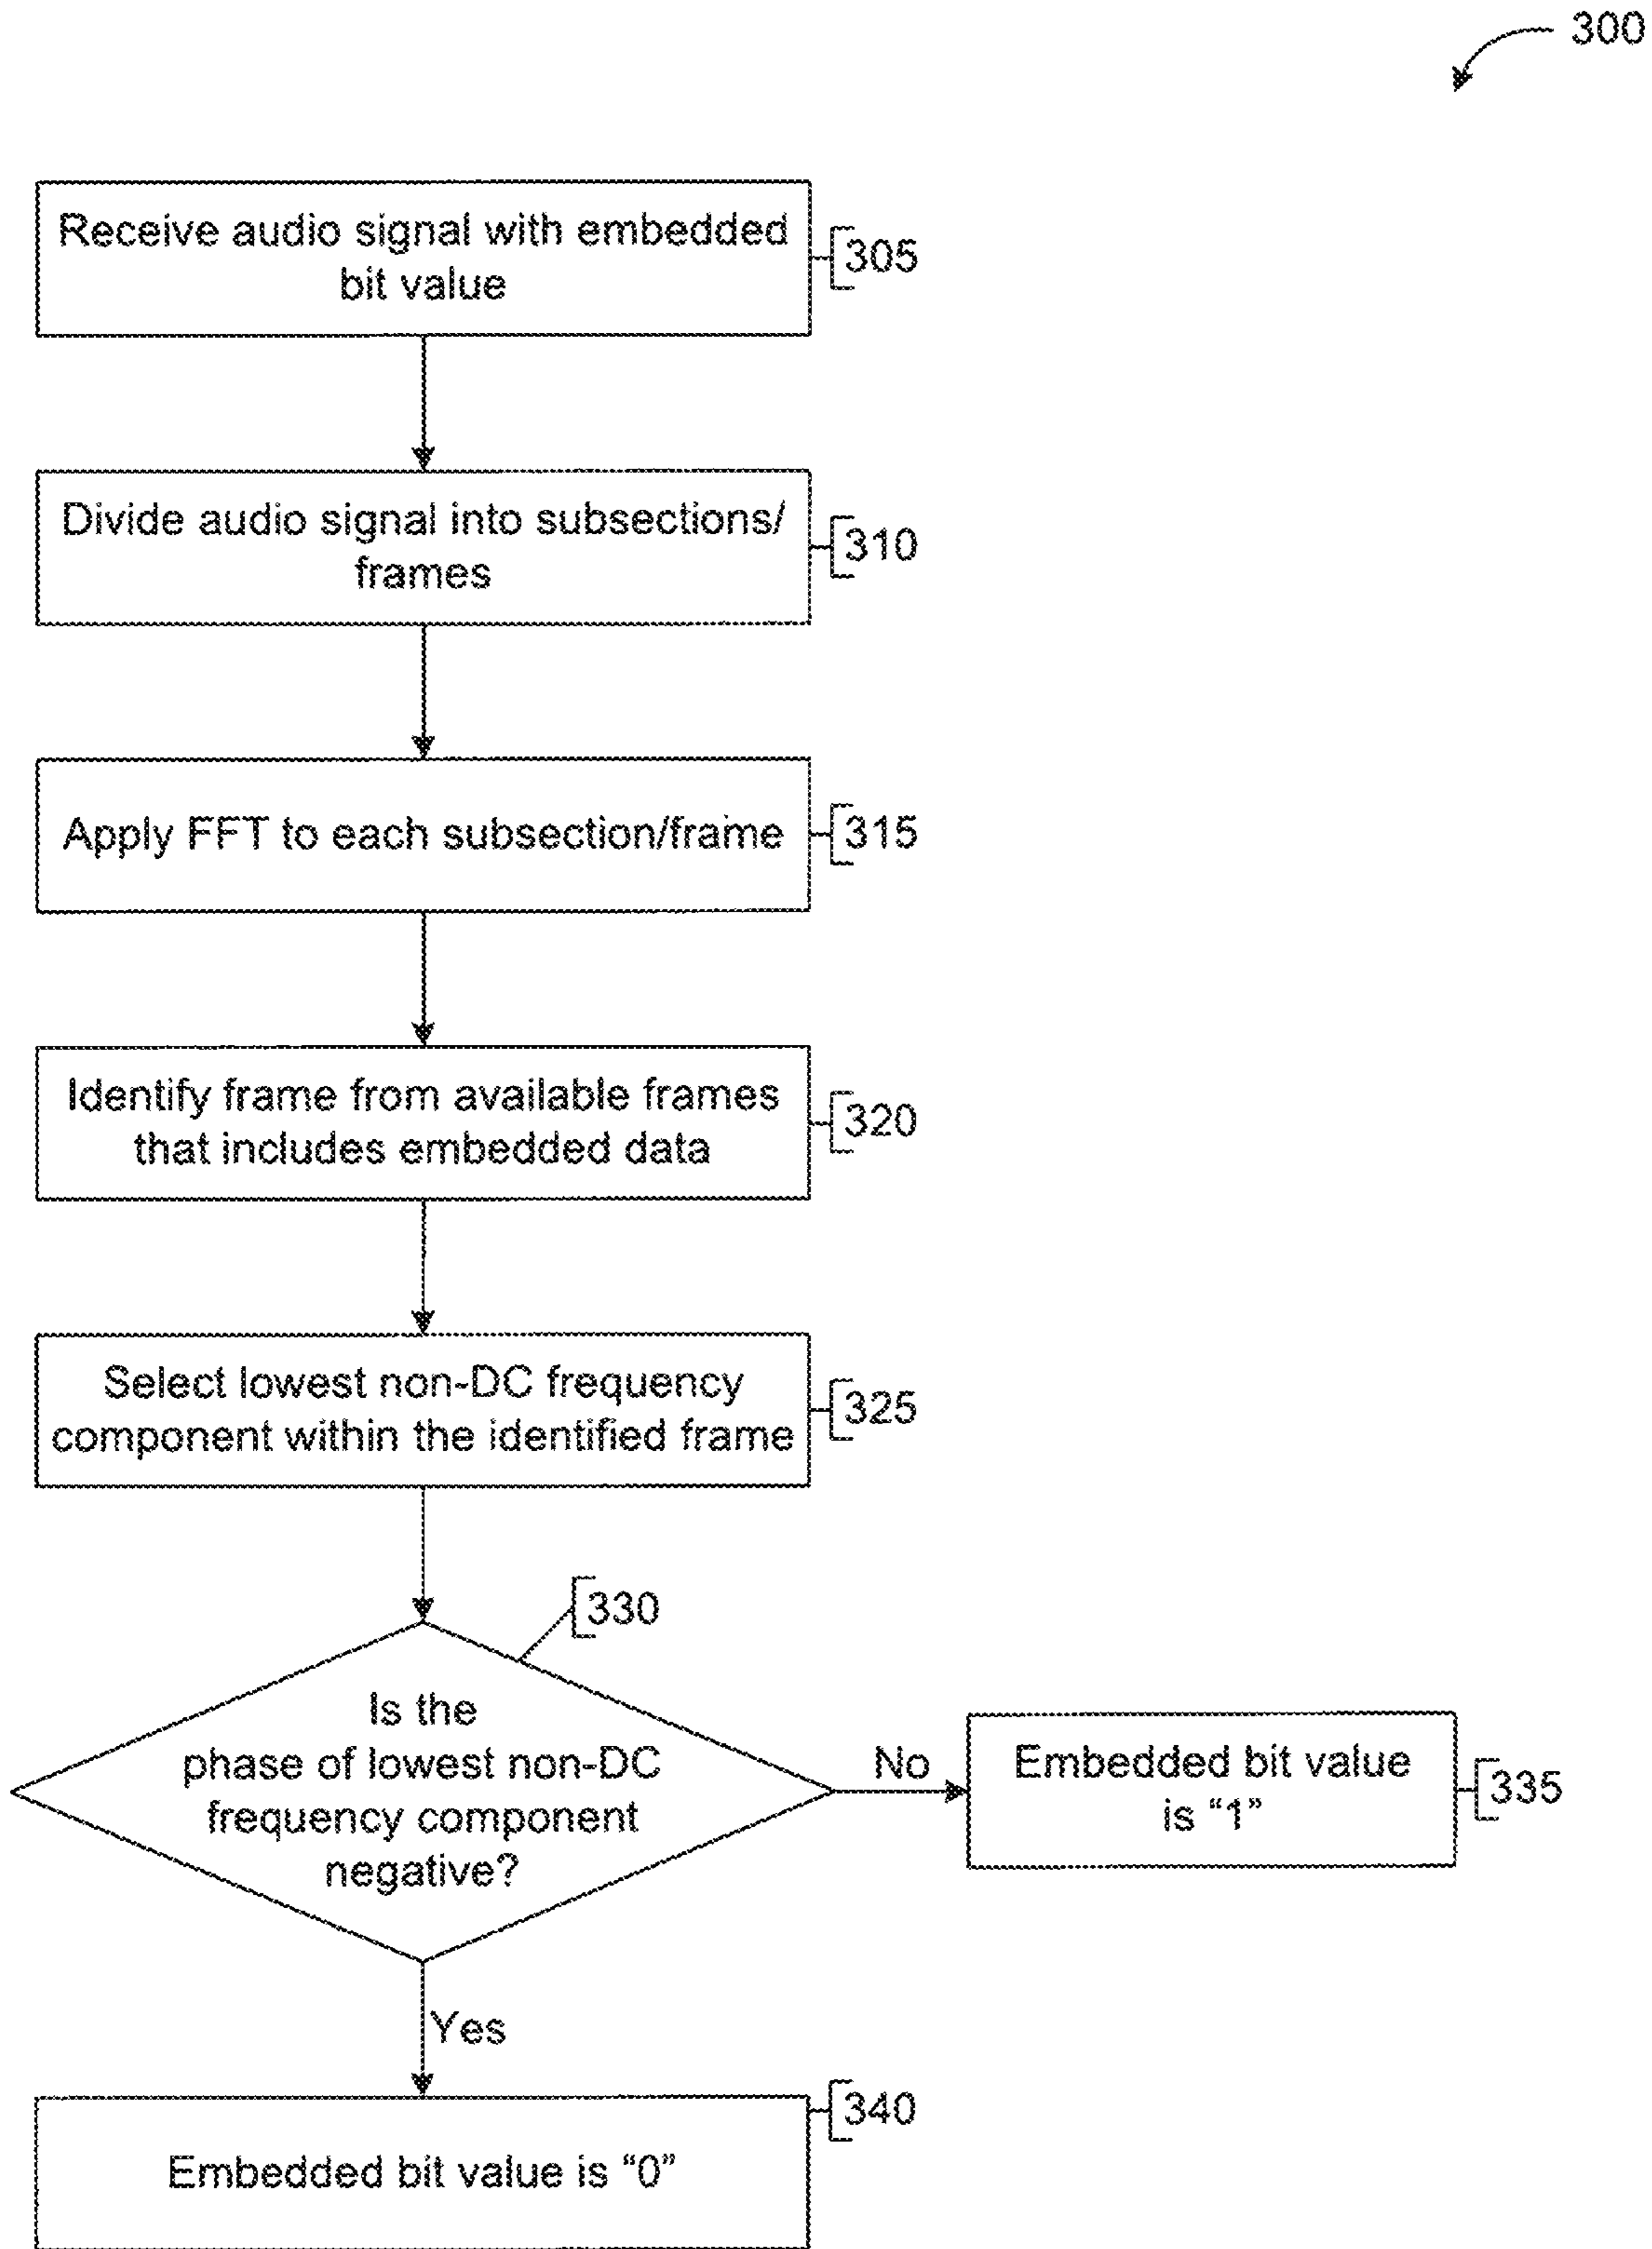 300
Receive audio signal with embedded
bit value
305
Divide audio signal into subsections/
frames
310
Apply FFT to each subsection/frame
315
Identify frame from available frames
that includes embedded data
320
Select lowest non-DC frequency
component within the identified frame
325
330
Is the
phase of lowest non-DC
frequency component
negative?
No
Embedded bit value
is “1”
335
Yes
340
Embedded bit value is “0”